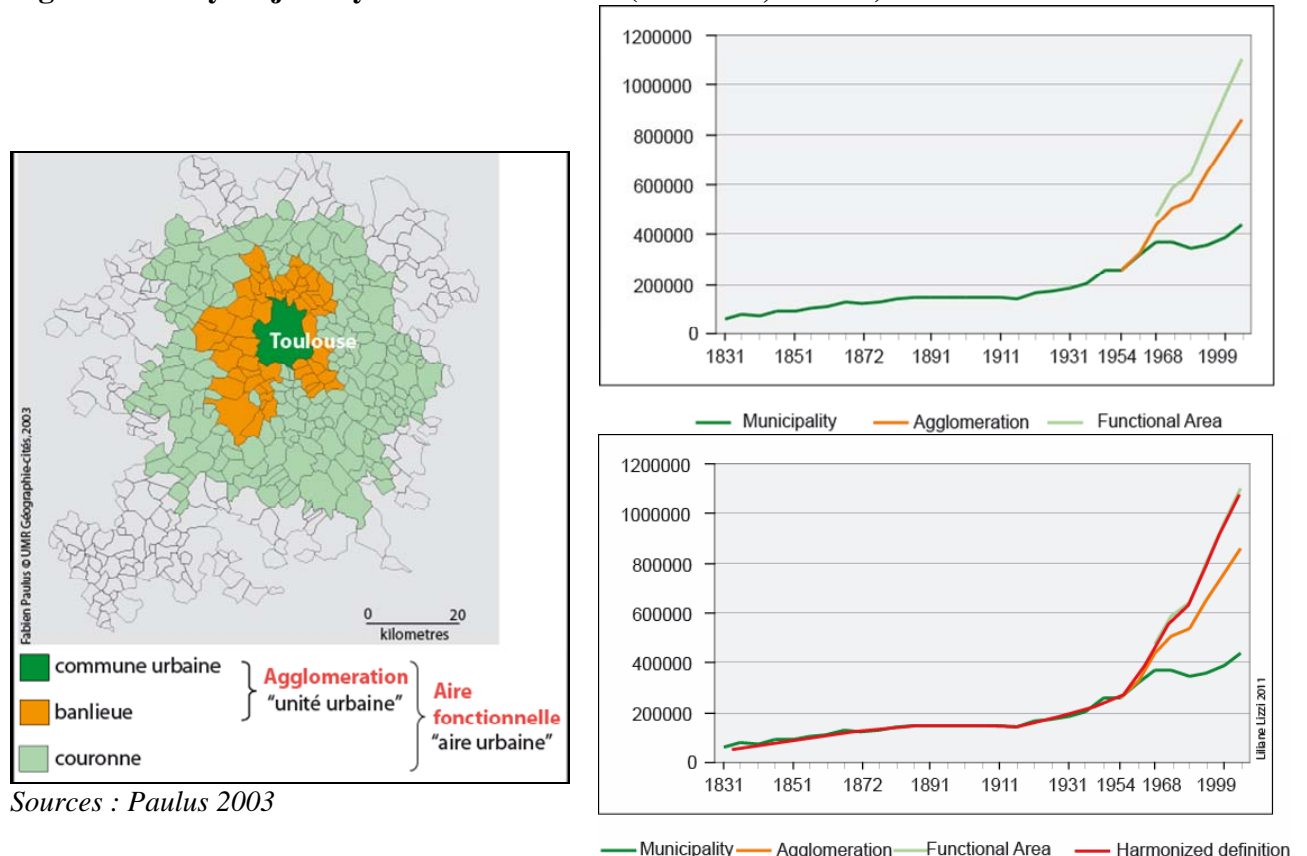 Toulouse
Fabien Paulus © UMR Géographie-cités,2003
0 20
kilometres
commune urbaine
banlieue
couronne
Agglomeration
"unité urbaine"
Aire
fonctionnelle
"aire urbaine"
Sources : Paulus 2003
1200000
1000000
800000
600000
400000
200000
0
1831 1851 1872 1891 1911 1931 1954 1968 1999
Municipality Agglomeration Functional Area
1200000
1000000
800000
600000
400000
200000
0
1831 1851 1872 1891 1911 1931 1954 1968 1999
Liliane Lizzi 2011
Municipality Agglomeration Functional Area Harmonized definition